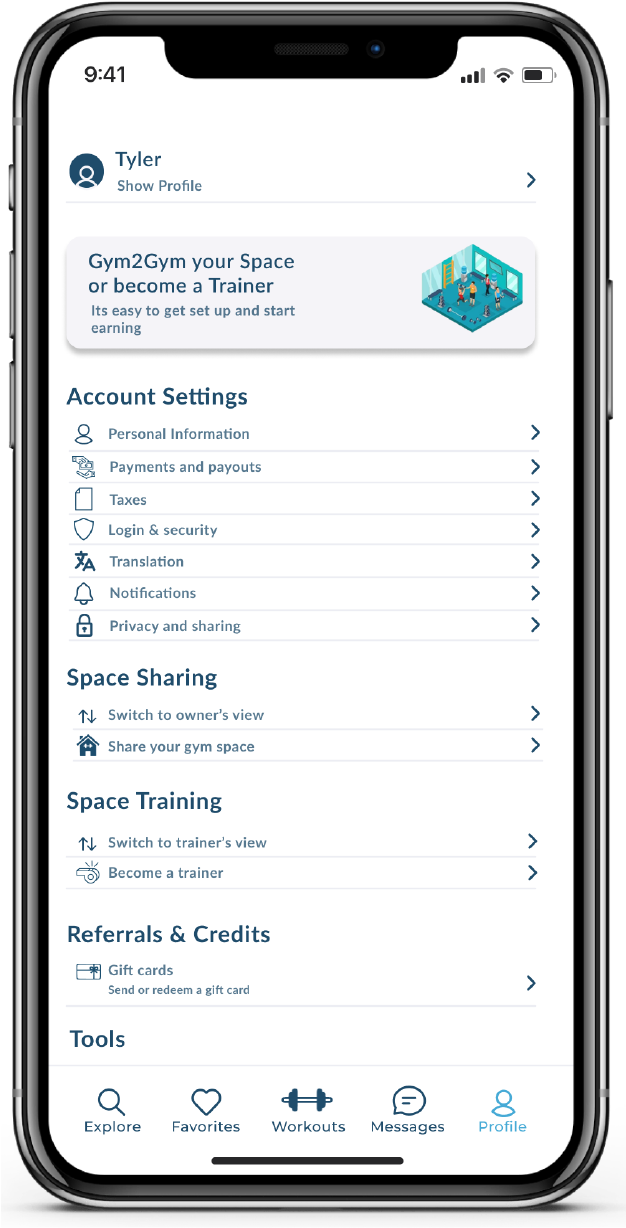 9:41
Tyler
Show Profile
Gym2Gym your Space
or become a Trainer
Its easy to get set up and start
earning
Account Settings
Personal Information
Payments and payouts
Taxes
Login & security
Translation
Notifications
Privacy and sharing
Space Sharing
Switch to owner's view
Share your gym space
Space Training
Switch to trainer's view
Become a trainer
Referrals & Credits
Gift cards
Send or redeem a gift card
Tools
Explore Favorites Workouts Messages Profile